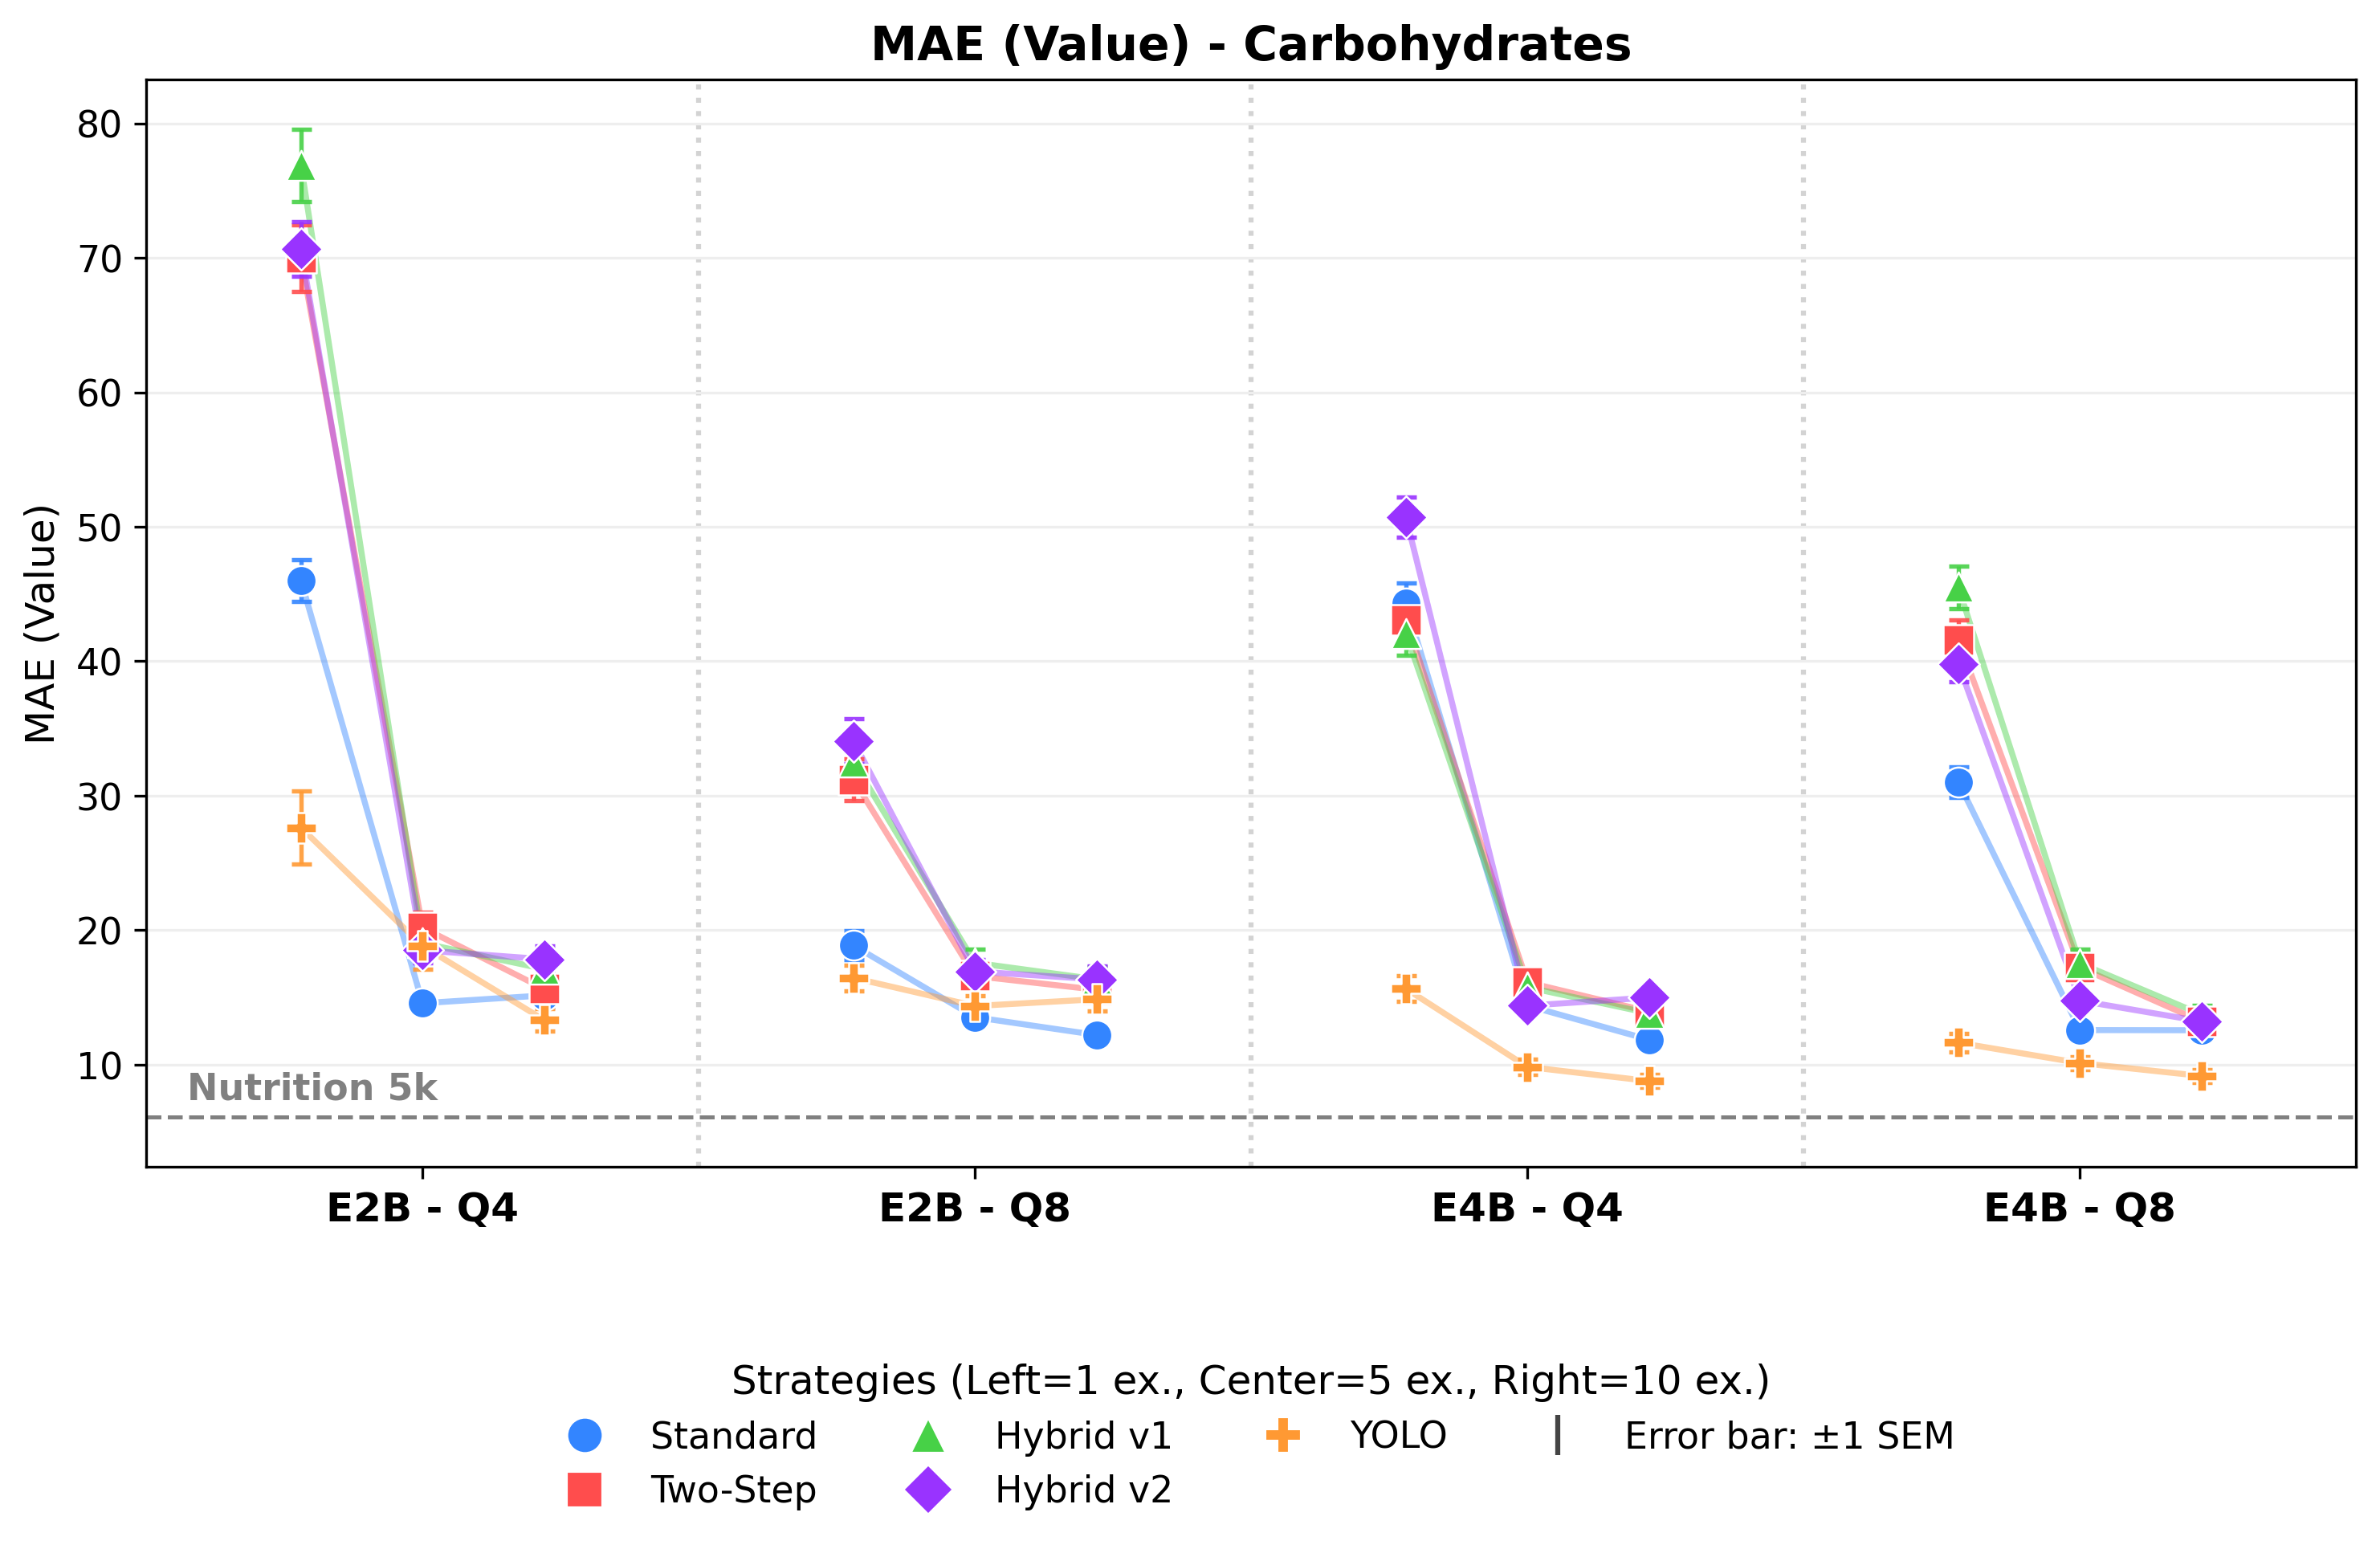 MAE (Value) - Carbohydrates
MAE (Value)
80
70
60
50
40
30
20
10
Nutrition 5k
E2B - Q4 E2B - Q8 E4B - Q4 E4B - Q8
Strategies (Left=1 ex., Center=5 ex., Right=10 ex.)
Standard Hybrid v1 YOLO Error bar: ±1 SEM
Two-Step Hybrid v2